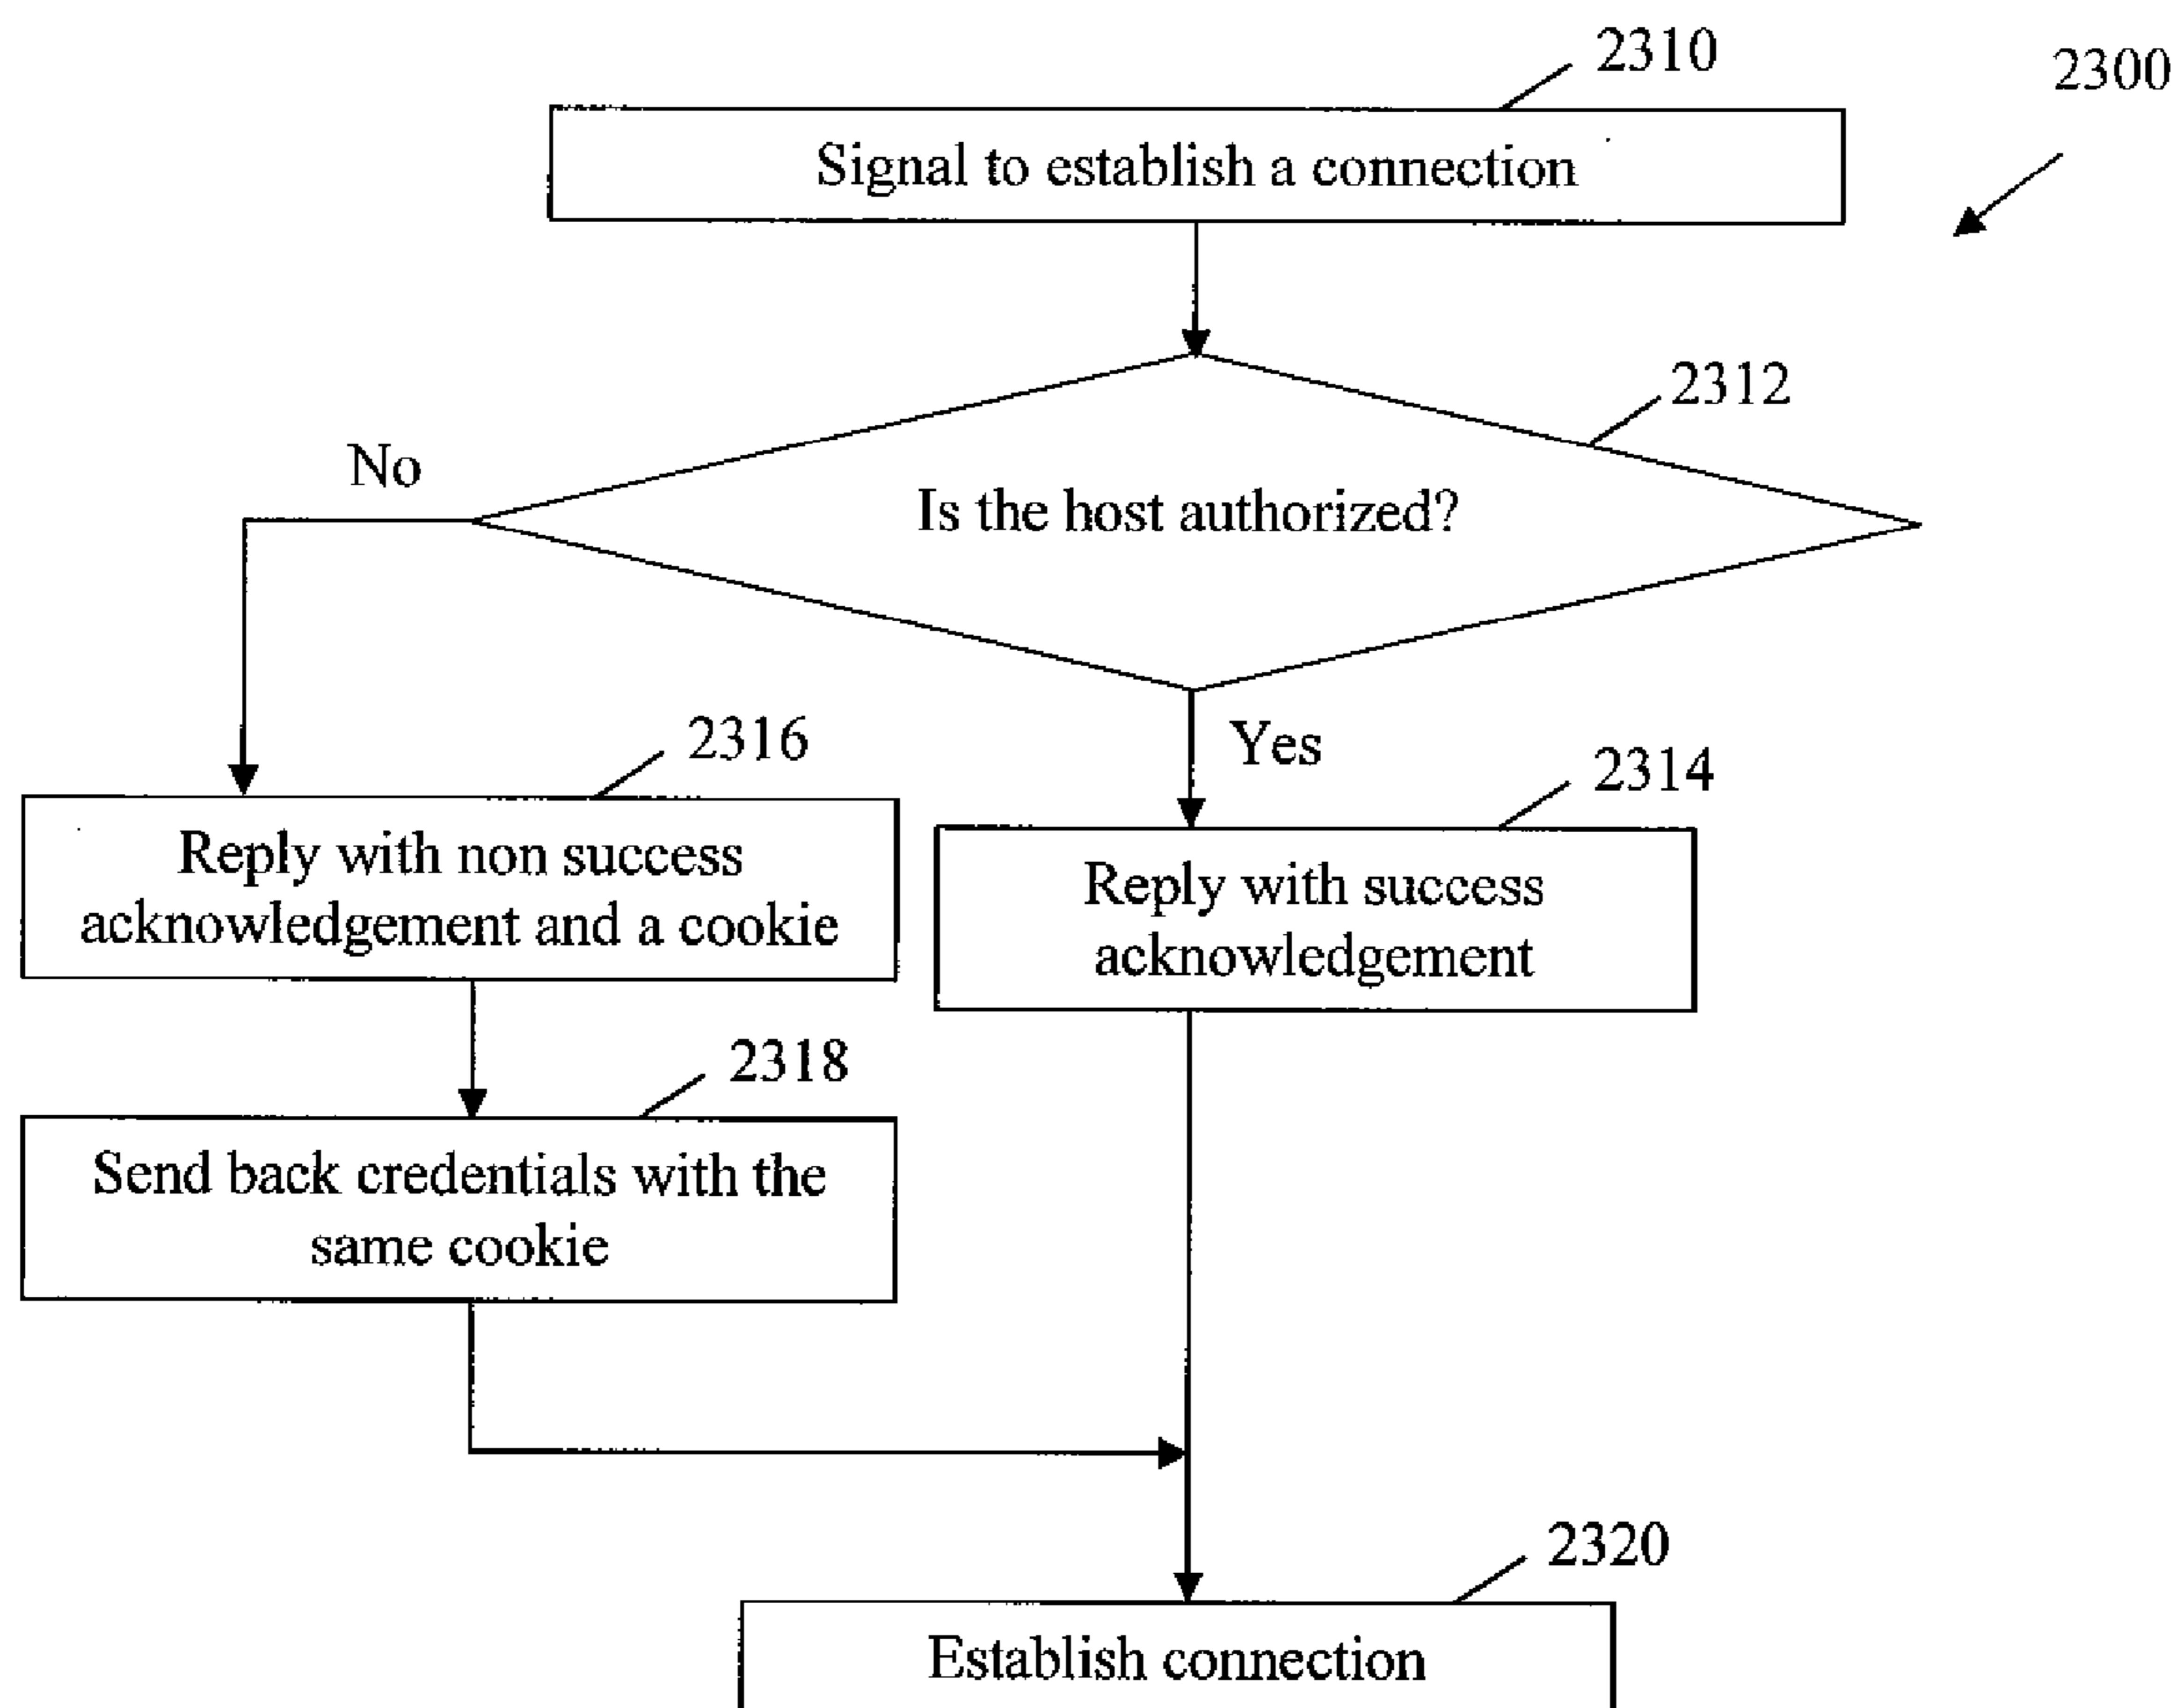 2310
2300
Signal to establish a connection
2312
No
Is the host authorized?
2316
Yes
2314
Reply with non success
acknowledgement and a cookie
Reply with success
acknowledgement
2318
Send back credentials with the
same cookie
2320
Establish connection